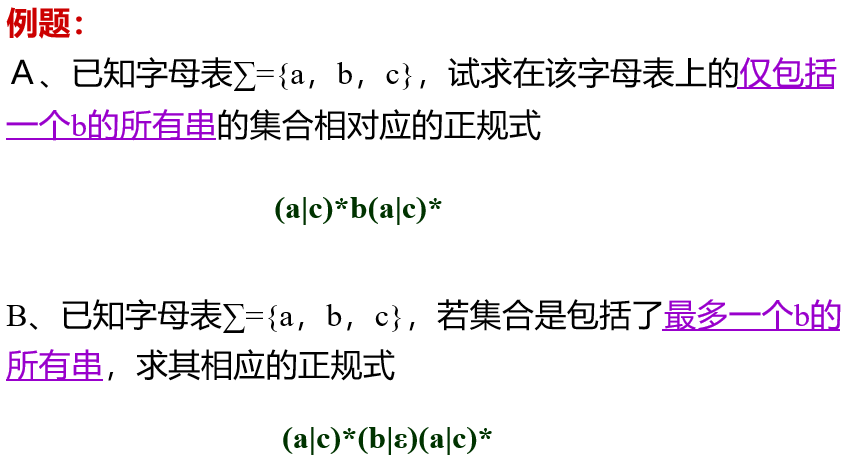 例题：
A、已知字母表∑={a，b，c}，试求在该字母表上的仅包括
一个b的所有串的集合相对应的正规式
(a|c)*b(a|c)*
B、已知字母表∑={a，b，c}，若集合是包括了最多一个b的
所有串，求其相应的正规式
(a|c)*(b|ε)(a|c)*